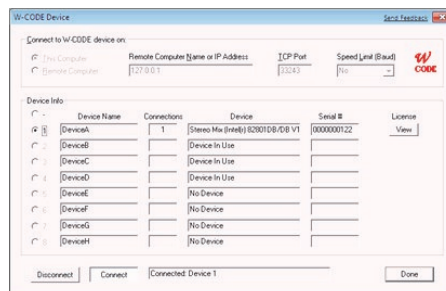 W-CODE Device
Send Feedback
Connect to W-CODE device on:
This Computer
Remote Computer
Remote Computer Name or IP Address
127.0.0.1
TCP Port
33243
Speed Limit (Baud)
No
W CODE
Device Info
Device Name Connections Device Serial # License
-
1 DeviceA 1 Stereo Mix (Intel(r) 82801DB/DB V1 0000000122 View
2 DeviceB Device In Use
3 DeviceC Device In Use
4 DeviceD Device In Use
5 DeviceE No Device
6 DeviceF No Device
7 DeviceG No Device
8 DeviceH No Device
Disconnect Connect Connected: Device 1 Done